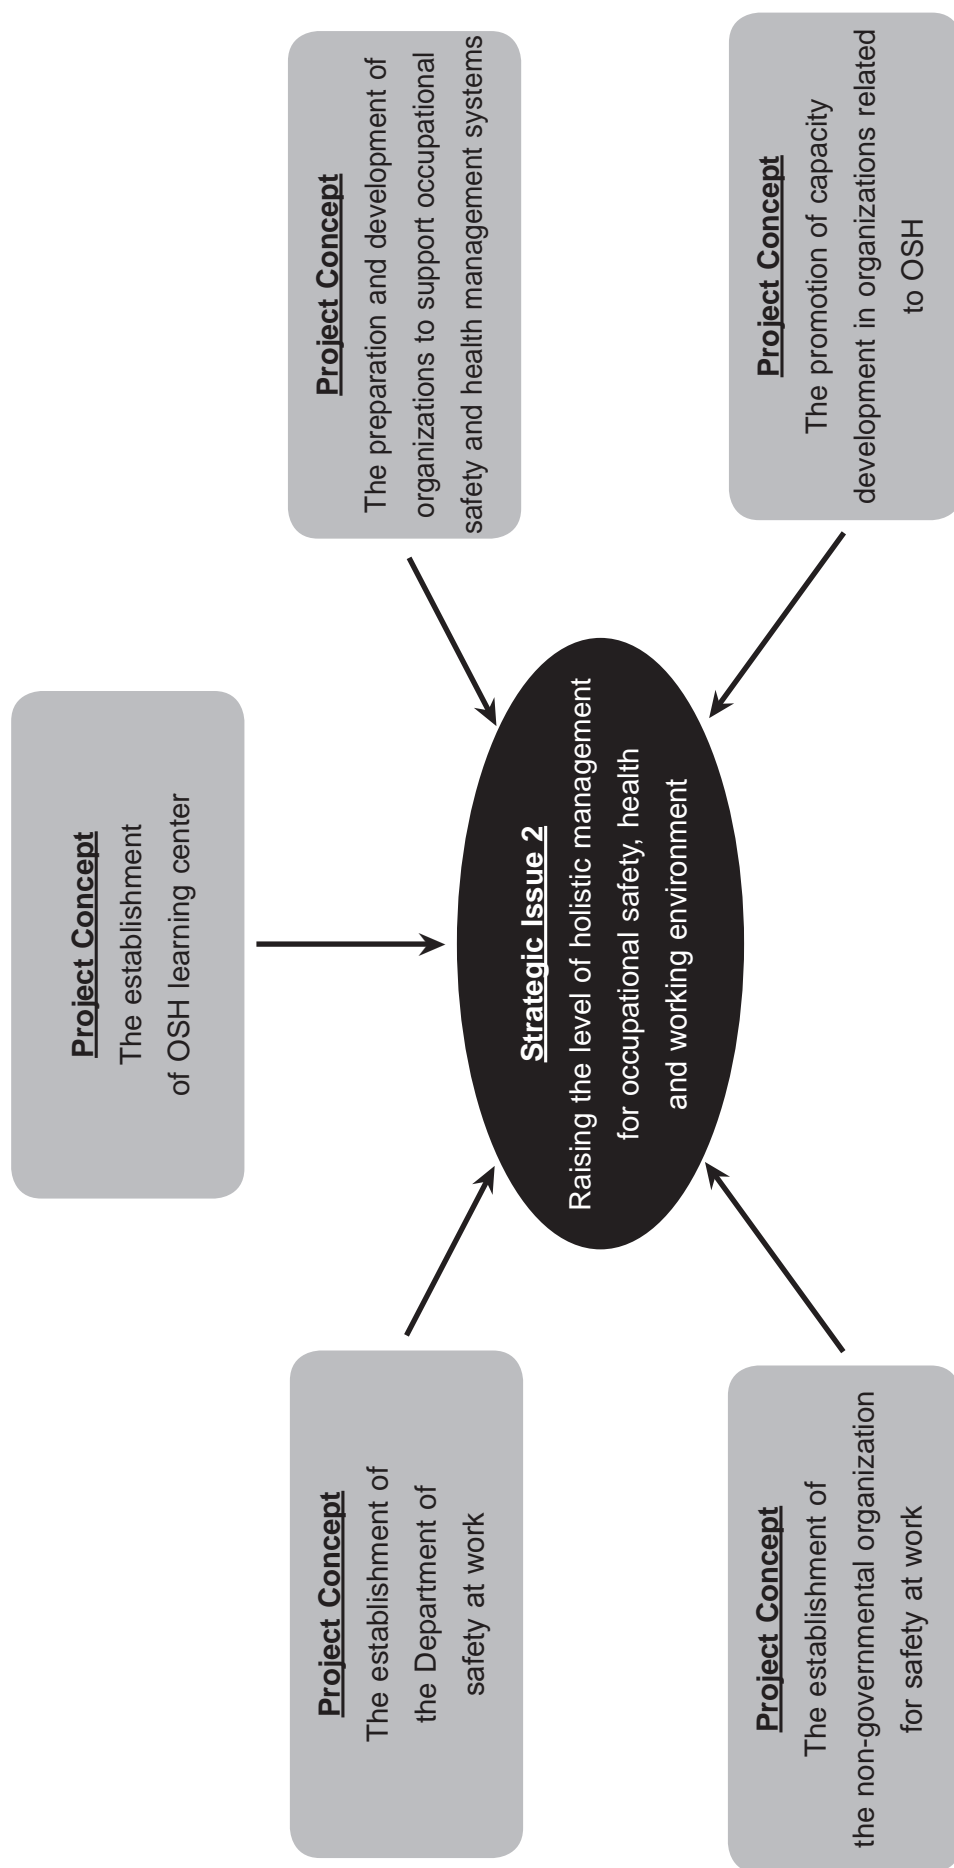 Project Concept
The establishment
of OSH learning center
Project Concept
The establishment of
the Department of
safety at work
Project Concept
The preparation and development of
organizations to support occupational
safety and health management systems
Strategic Issue 2
Raising the level of holistic management
for occupational safety, health
and working environment
Project Concept
The establishment of
the non-governmental organization
for safety at work
Project Concept
The promotion of capacity
development in organizations related
to OSH